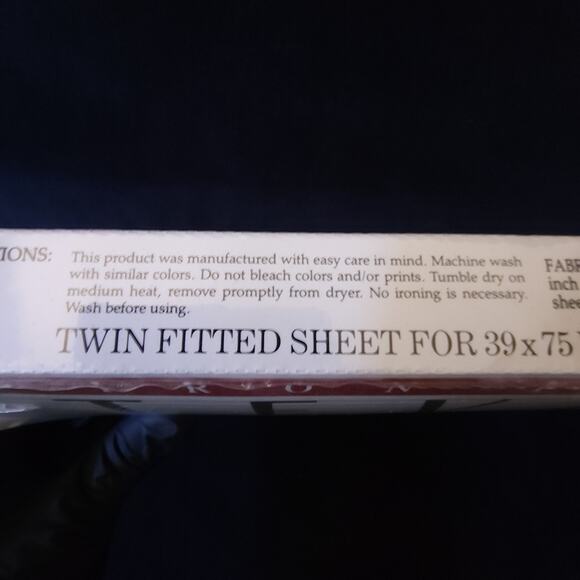 IONS:
This product was manufactured with easy care in mind. Machine wash
with similar colors. Do not bleach colors and/or prints. Tumble dry on
medium heat, remove promptly from dryer. No ironing is necessary.
Wash before using.
FABR
inch
shee
TWIN FITTED SHEET FOR 39 x 75
R O N